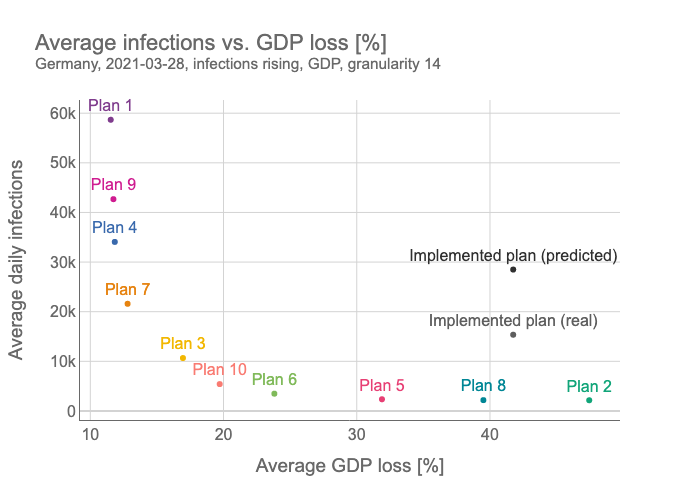 Average infections vs. GDP loss [%]
Germany, 2021-03-28, infections rising, GDP, granularity 14
Plan 1
60k
50k
Plan 9
40k
Plan 4
30k
Implemented plan (predicted)
Plan 7
20k
Implemented plan (real)
Plan 3
10k
Plan 10
Plan 6
Plan 5
Plan 8
Plan 2
0
10
20
30
40
Average daily infections
Average GDP loss [%]